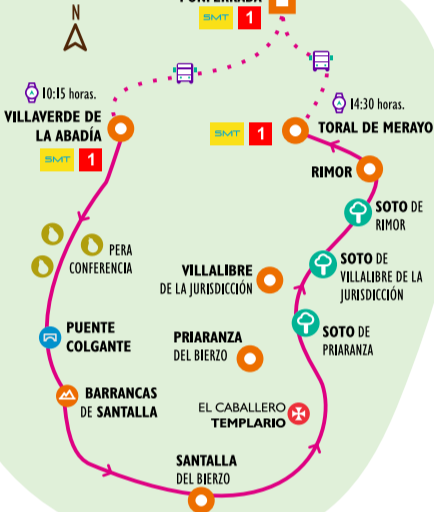 N
PONFERRADA
SMT 1
10:15 horas.
VILLAVERDE DE
LA ABADÍA
SMT 1
14:30 horas.
SMT 1
TORAL DE MERAYO
RIMOR
SOTO DE
RIMOR
PERA
CONFERENCIA
SOTO DE
VILLALIBRE DE LA
JURISDICCIÓN
VILLALIBRE
DE LA JURISDICCIÓN
PUENTE
COLGANTE
SOTO DE
PRIARANZA
PRIARANZA
DEL BIERZO
BARRANCAS
DE SANTALLA
EL CABALLERO
TEMPLARIO
SANTALLA
DEL BIERZO